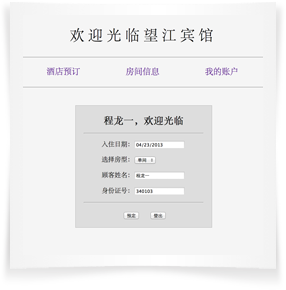 欢迎光临望江宾馆
酒店预订 房间信息 我的账户
程龙一，欢迎光临
入住日期： 04/23/2013
选择房型： 单间
顾客姓名： 程龙一
身份证号： 340103
预定 登出